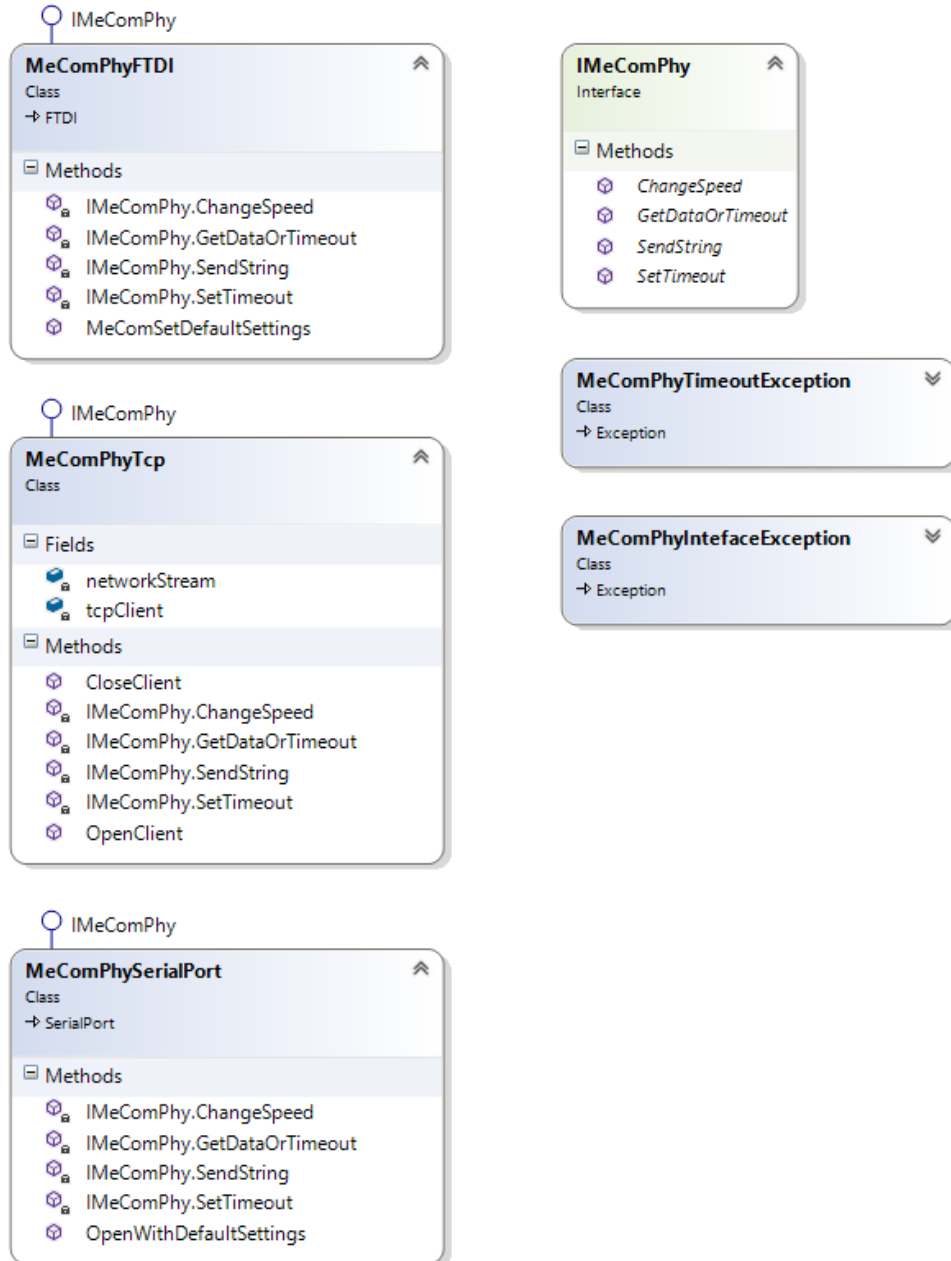 IMeComPhy
MeComPhyFTDI
Class
FTDI
Methods
IMeComPhy.ChangeSpeed
IMeComPhy.GetDataOrTimeout
IMeComPhy.SendString
IMeComPhy.SetTimeout
MeComSetDefaultSettings
IMeComPhy
MeComPhyTcp
Class
Fields
networkStream
tcpClient
Methods
CloseClient
IMeComPhy.ChangeSpeed
IMeComPhy.GetDataOrTimeout
IMeComPhy.SendString
IMeComPhy.SetTimeout
OpenClient
IMeComPhy
MeComPhySerialPort
Class
SerialPort
Methods
IMeComPhy.ChangeSpeed
IMeComPhy.GetDataOrTimeout
IMeComPhy.SendString
IMeComPhy.SetTimeout
OpenWithDefaultSettings
IMeComPhy
Interface
Methods
ChangeSpeed
GetDataOrTimeout
SendString
SetTimeout
MeComPhyTimeoutException
Class
Exception
MeComPhyIntefaceException
Class
Exception